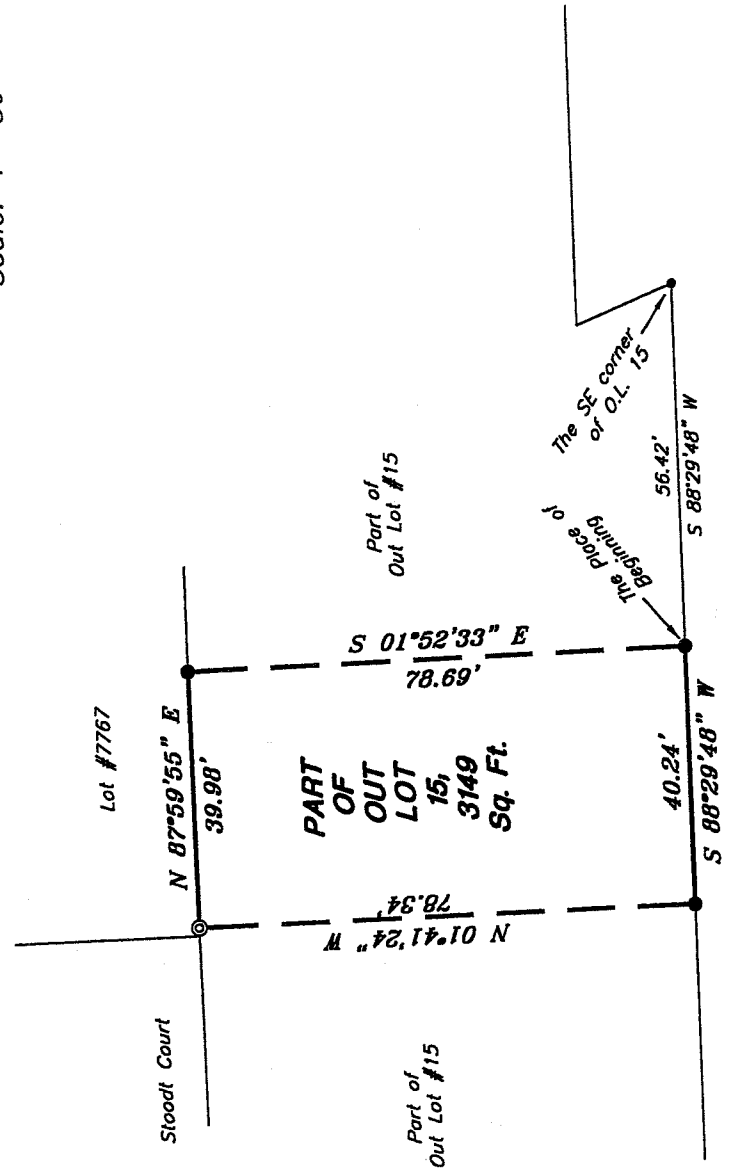 Lot #7767
Stoodt Court
N 87°59'55" E
39.98'
PART
OF
OUT
LOT
15,
3149
Sq. Ft.
N 01°41'24" W
78.34'
S 01°52'33" E
78.69'
Part of
Out Lot #15
Part of
Out Lot #15
The Place of
Beginning
The SE corner
of O.L. 15
40.24'
S 88°29'48" W
56.42'
S 88°29'48" W